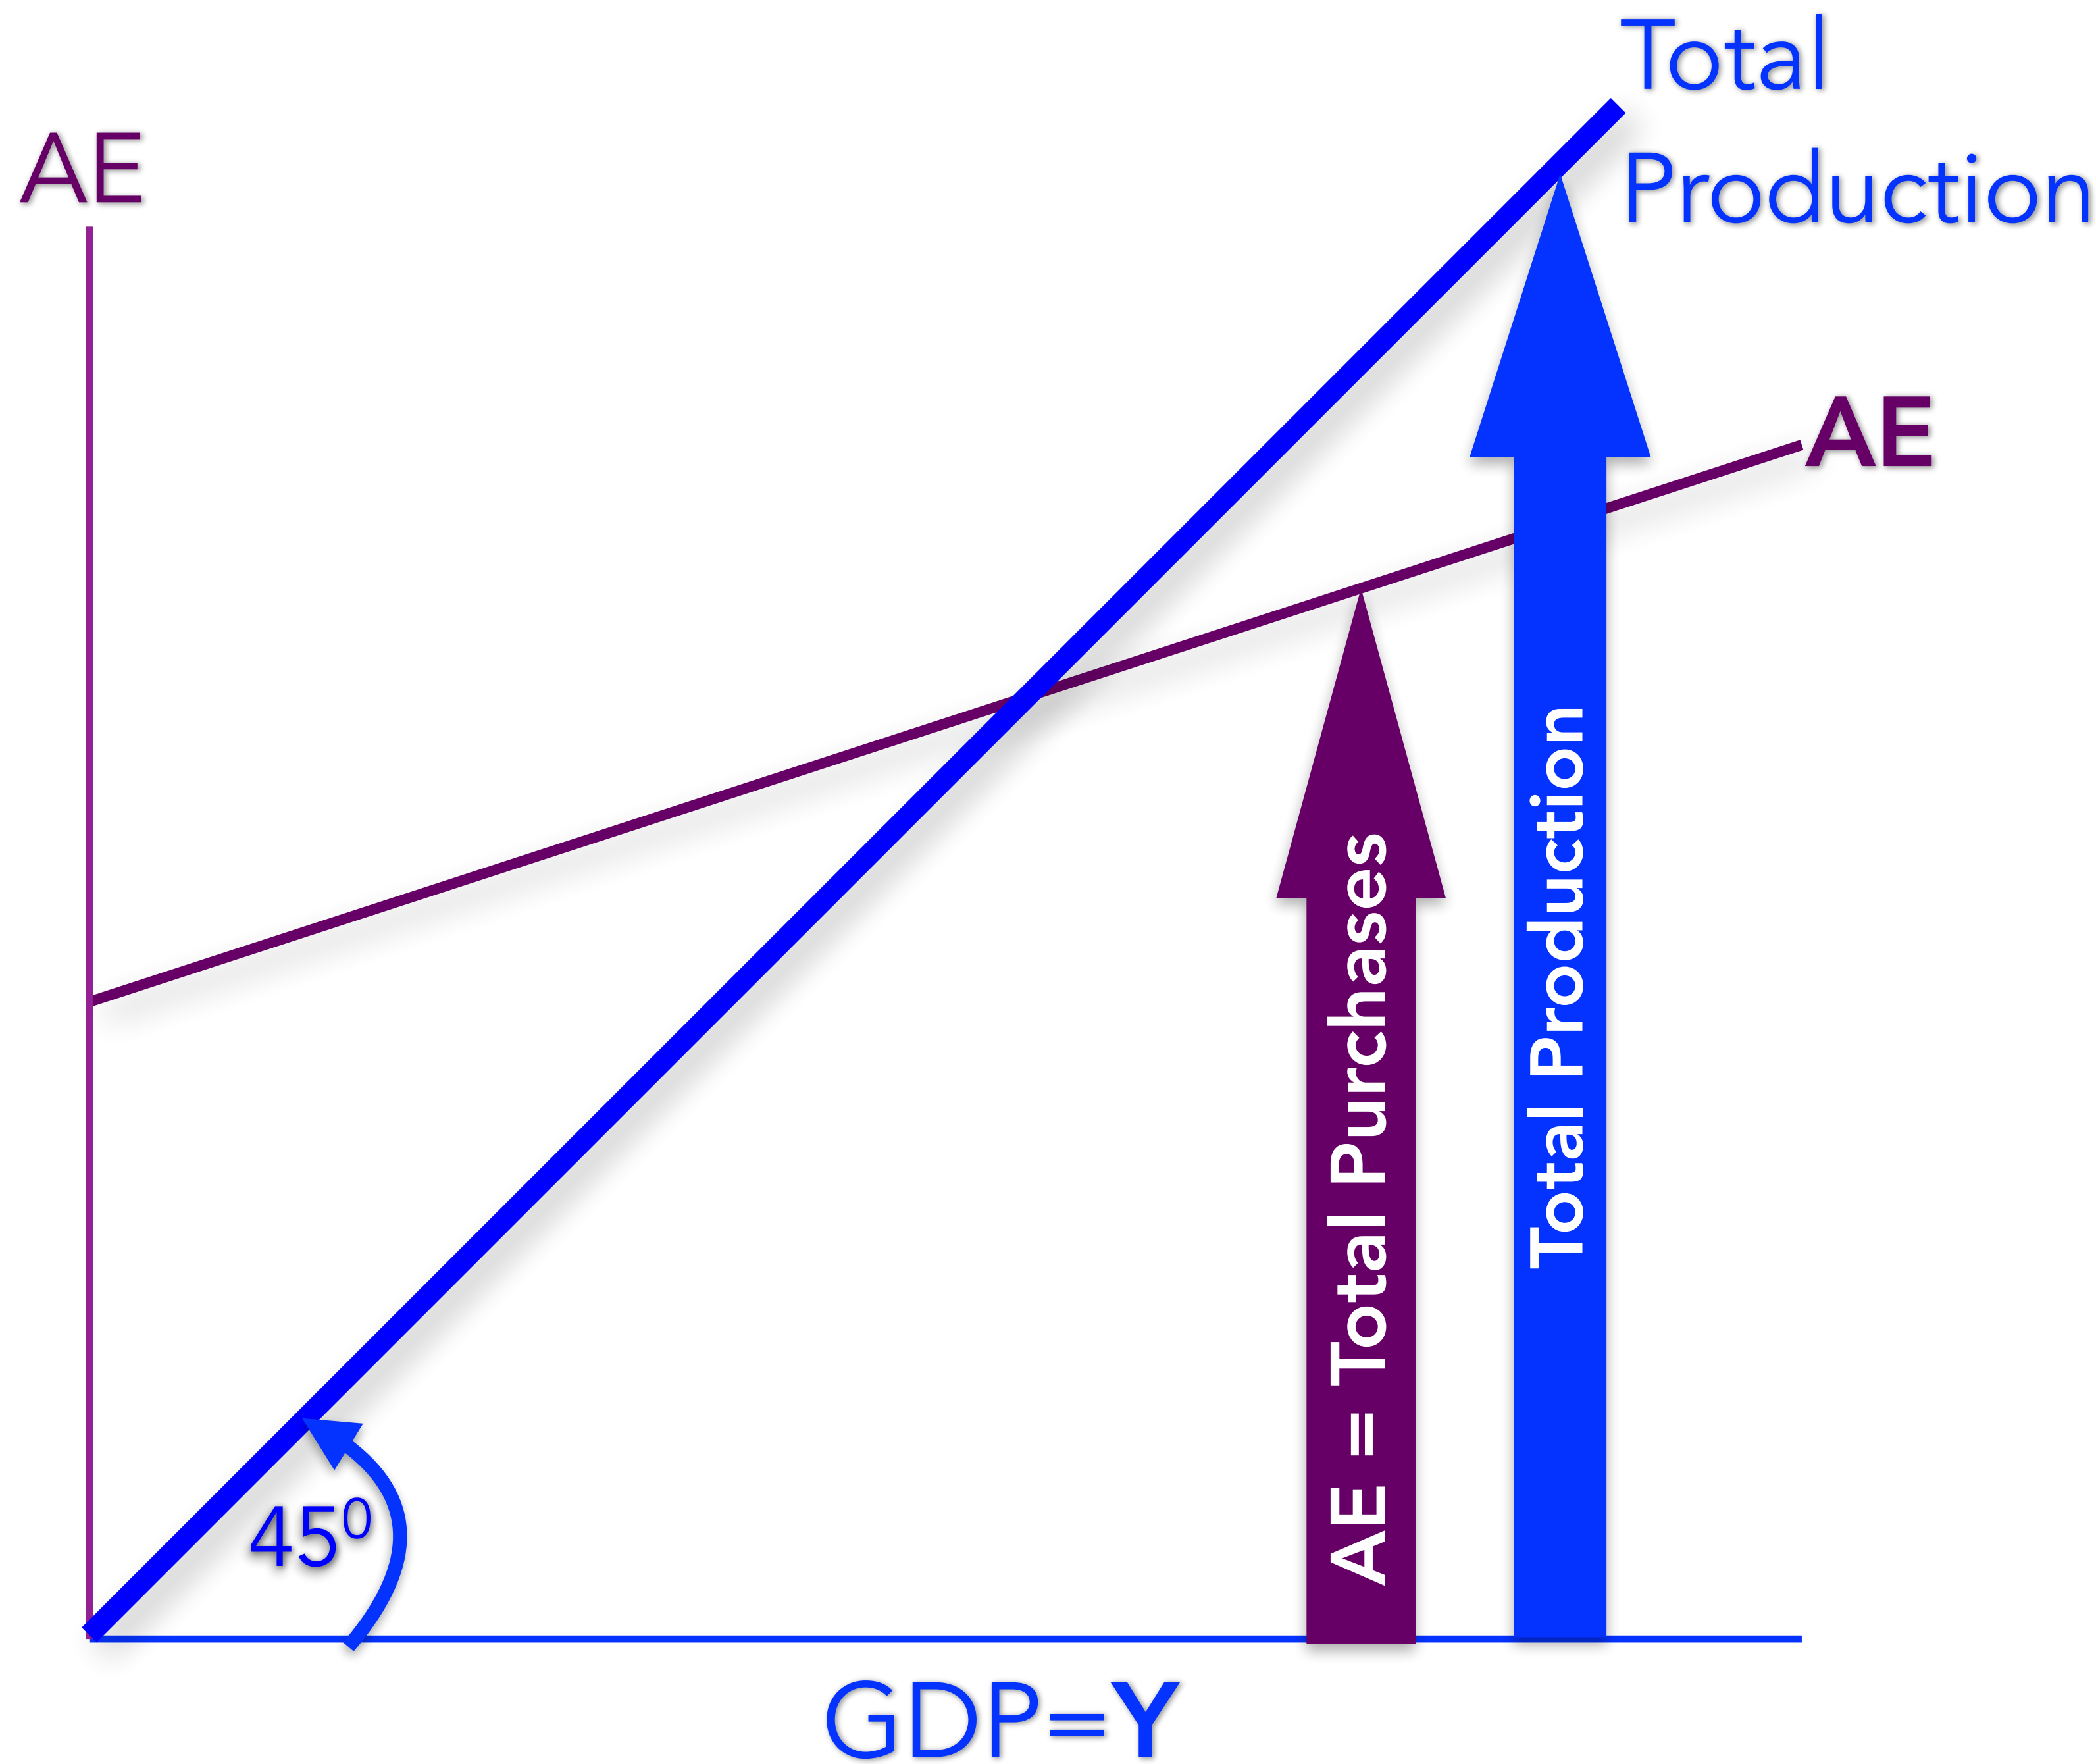 Total
Production
AE
AE
Total Production
AE = Total Purchases
45⁰
GDP=Y